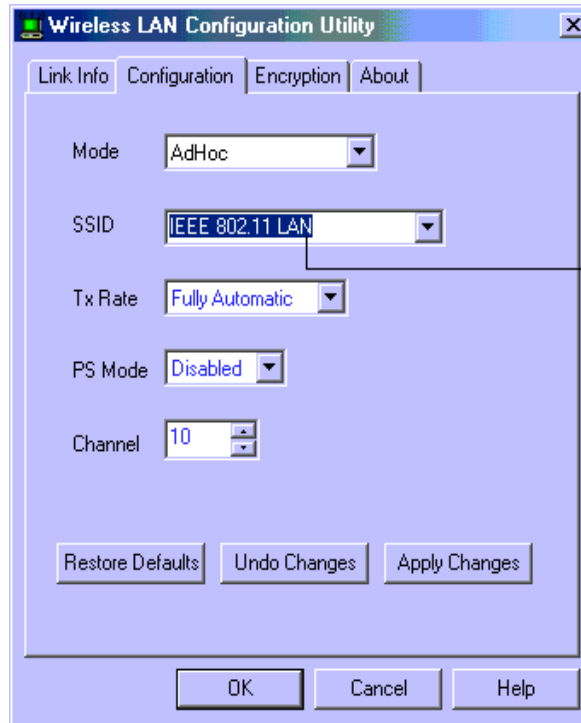 Wireless LAN Configuration Utility
Link Info Configuration Encryption About
Mode AdHoc
SSID IEEE 802.11 LAN
Tx Rate Fully Automatic
PS Mode Disabled
Channel 10
Restore Defaults Undo Changes Apply Changes
OK Cancel Help